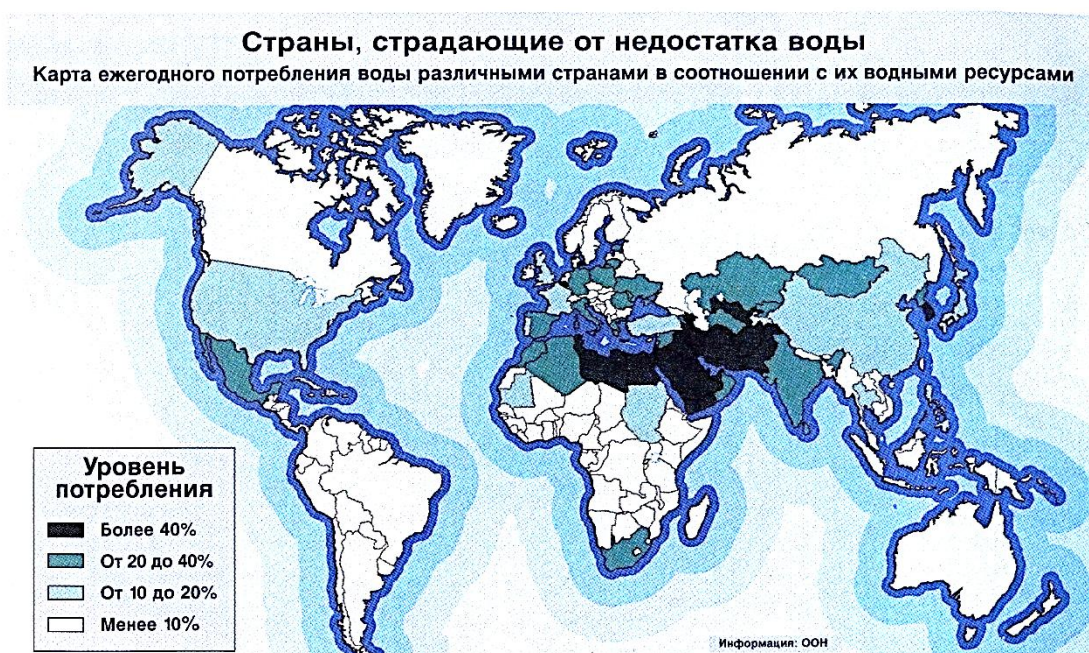 Страны, страдающие от недостатка воды
Карта ежегодного потребления воды различными странами в соотношении с их водными ресурсами
Уровень
потребления
Более 40%
От 20 до 40%
От 10 до 20%
Менее 10%
Информация: ООН